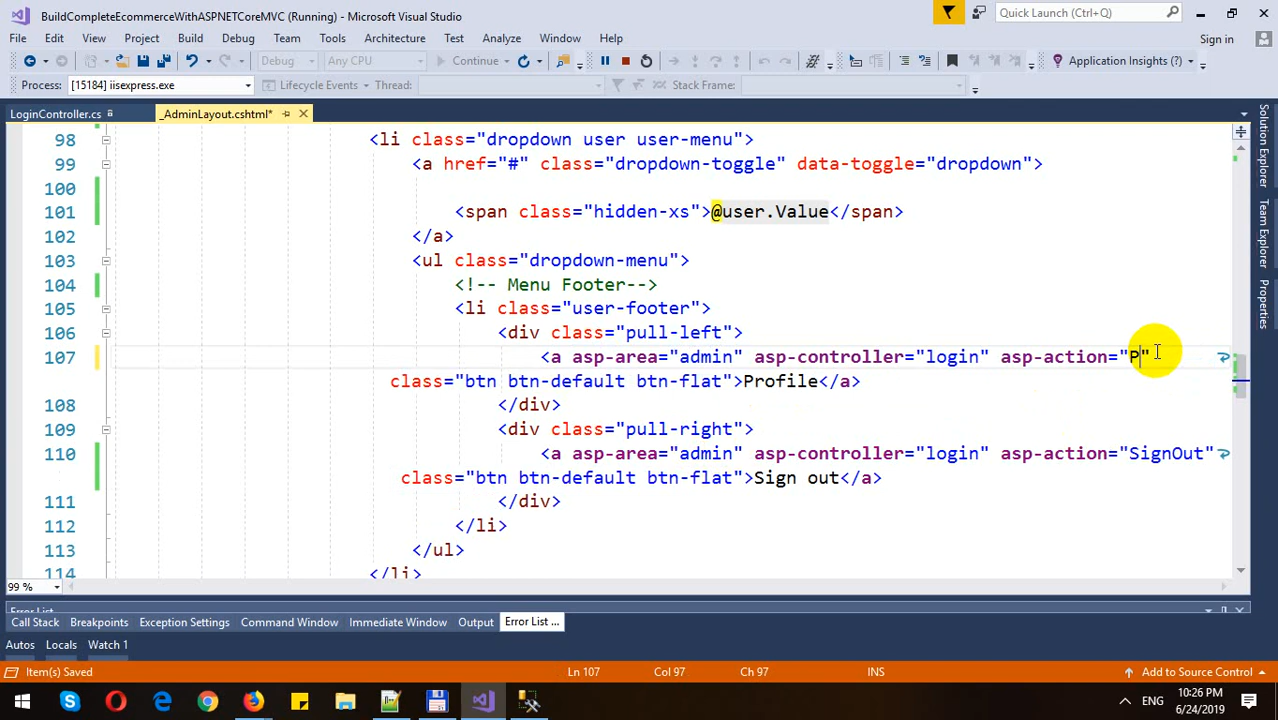 BuildCompleteEcommerceWithASPNETCoreMVC (Running) - Microsoft Visual Studio
Quick Launch (Ctrl+Q)
File Edit View Project Build Debug Team Tools Architecture Test Analyze Window Help
Sign in
Debug Any CPU Continue Application Insights
Process: [15184] iisexpress.exe Lifecycle Events Thread: Stack Frame:
LoginController.cs _AdminLayout.cshtml*
98 <li class="dropdown user user-menu">
99 <a href="#" class="dropdown-toggle" data-toggle="dropdown">
100
101 <span class="hidden-xs">@user.Value</span>
102 </a>
103 <ul class="dropdown-menu">
104 <!-- Menu Footer-->
105 <li class="user-footer">
106 <div class="pull-left">
107 <a asp-area="admin" asp-controller="login" asp-action="P"
class="btn btn-default btn-flat">Profile</a>
108 </div>
109 <div class="pull-right">
110 <a asp-area="admin" asp-controller="login" asp-action="SignOut"
class="btn btn-default btn-flat">Sign out</a>
111 </div>
112 </li>
113 </ul>
114 </li>
Solution Explorer
Team Explorer
Properties
99 %
Error List
Call Stack Breakpoints Exception Settings Command Window Immediate Window Output Error List ...
Autos Locals Watch 1
Item(s) Saved Ln 107 Col 97 Ch 97 INS Add to Source Control
ENG
10:26 PM
6/24/2019